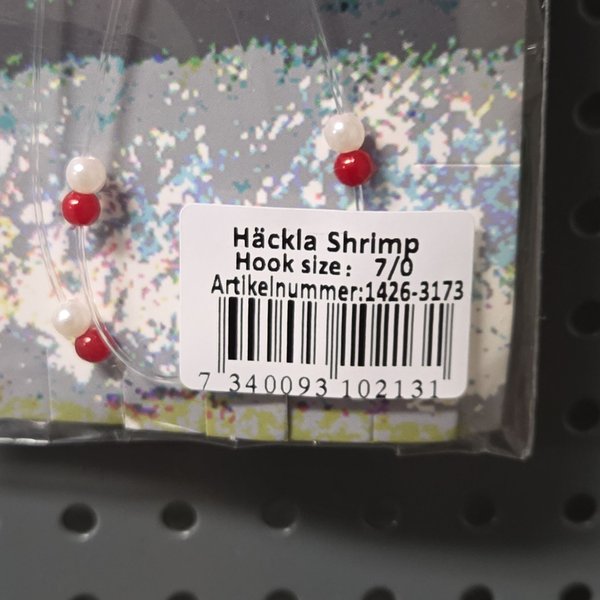 Häckla Shrimp
Hook size: 7/0
Artikelnummer:1426-3173
7 340093 102131